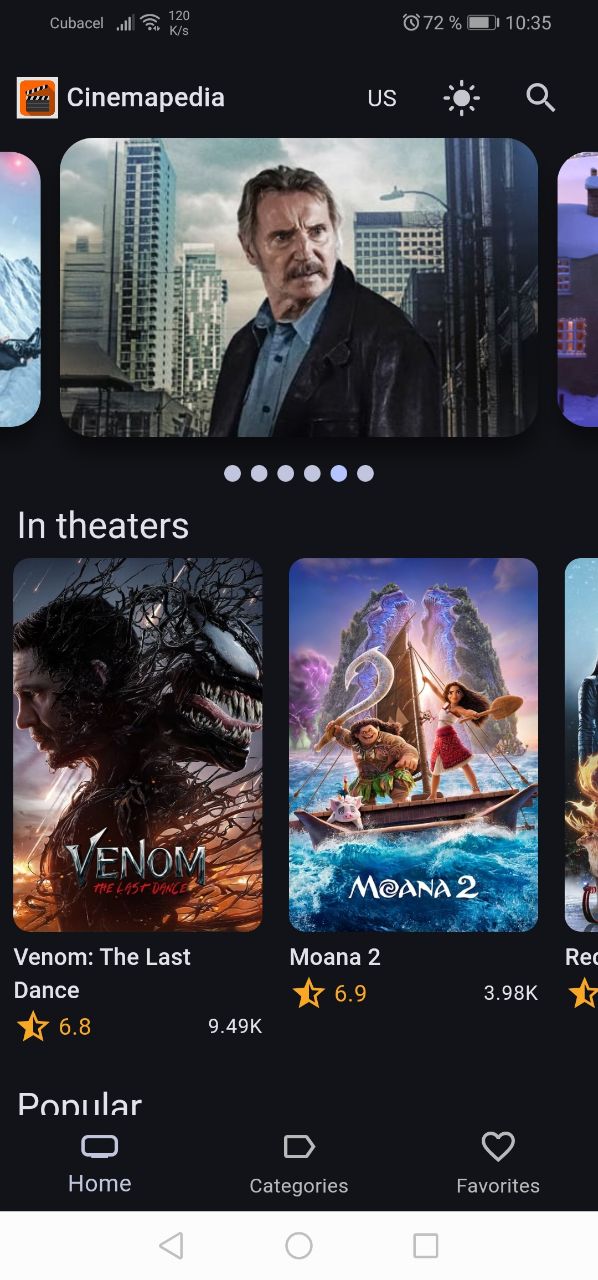 Cubacel
120
K/s
72 %
10:35
Cinemapedia
US
In theaters
VENOM
THE LAST DANCE
MOANA 2
Venom: The Last
Dance
6.8
9.49K
Moana 2
6.9
3.98K
Rec
Popular
Home
Categories
Favorites